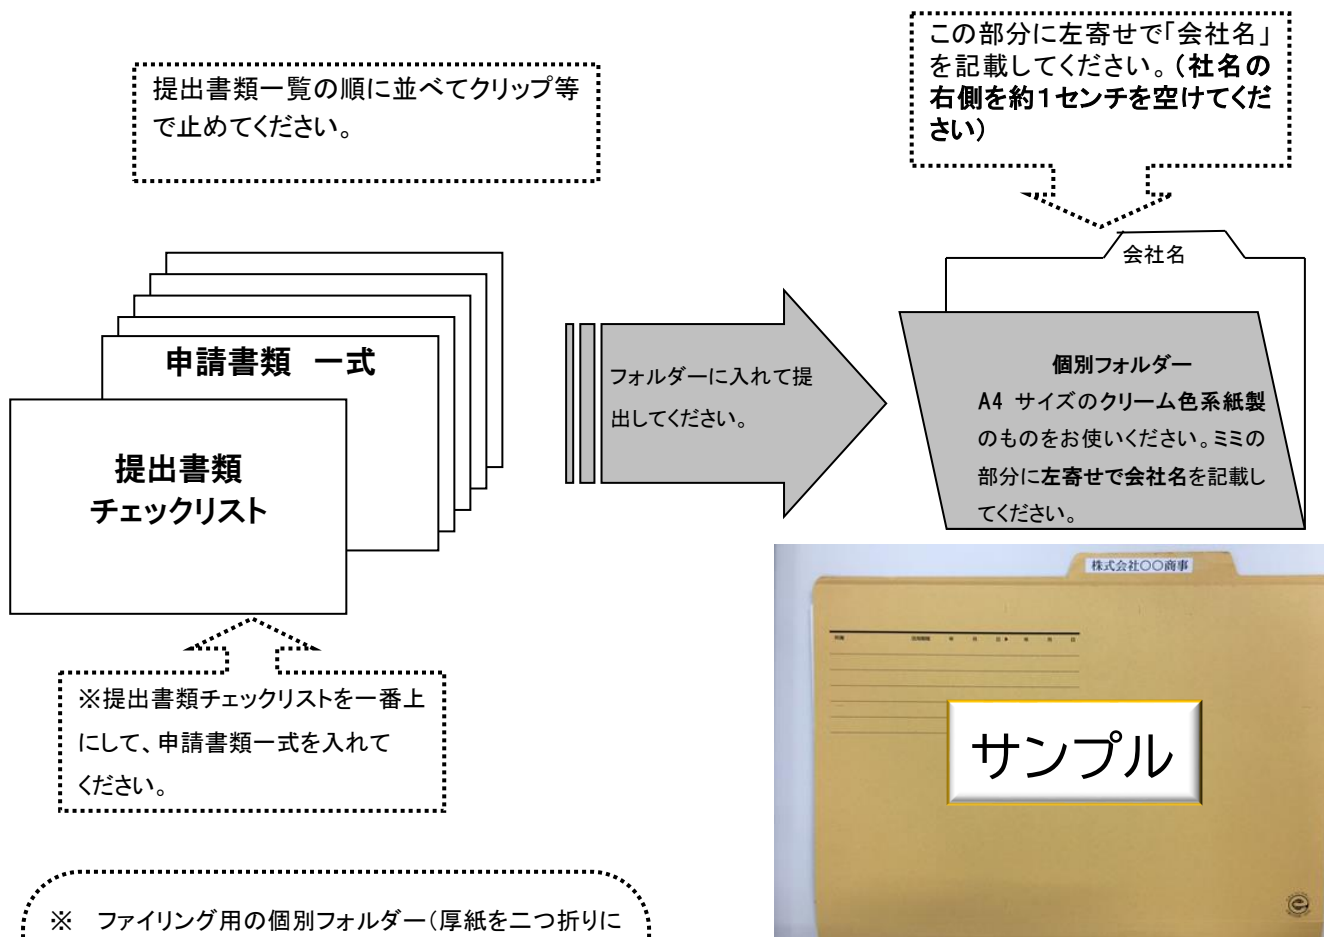 提出書類一覧の順に並べてクリップ等
で止めてください。
この部分に左寄せで「会社名」
を記載してください。（社名の
右側を約１センチを空けてくだ
さい）
会社名
申請書類　一式
提出書類
チェックリスト
フォルダーに入れて提
出してください。
個別フォルダー
A4 サイズのクリーム色系紙製
のものをお使いください。ミミの
部分に左寄せで会社名を記載し
てください。
株式会社〇〇商事
年 月 日 ▶ 年 月 日
サンプル
※提出書類チェックリストを一番上
にして、申請書類一式を入れて
ください。
※　ファイリング用の個別フォルダー（厚紙を二つ折りに